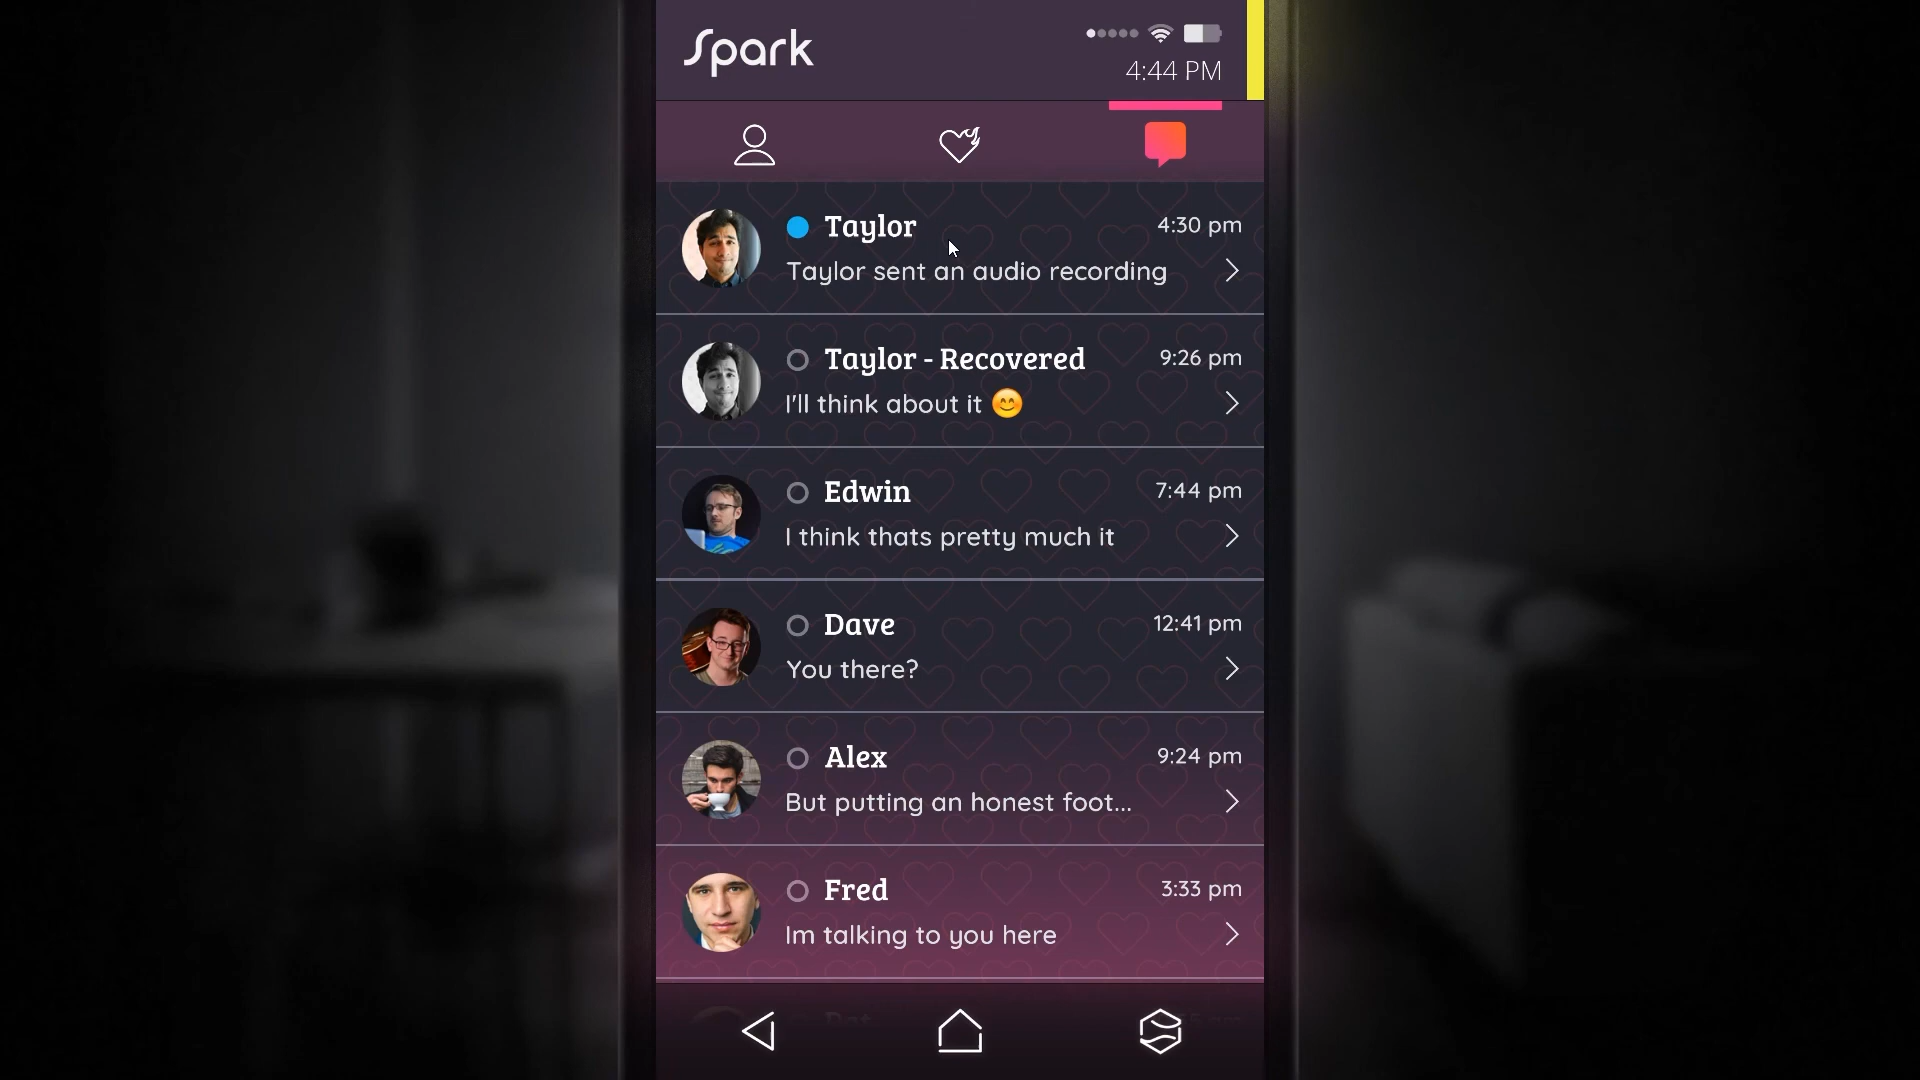 Spark
4:44 PM
Taylor
4:30 pm
Taylor sent an audio recording
Taylor - Recovered
9:26 pm
I'll think about it 😊
Edwin
7:44 pm
I think thats pretty much it
Dave
12:41 pm
You there?
Alex
9:24 pm
But putting an honest foot...
Fred
3:33 pm
Im talking to you here